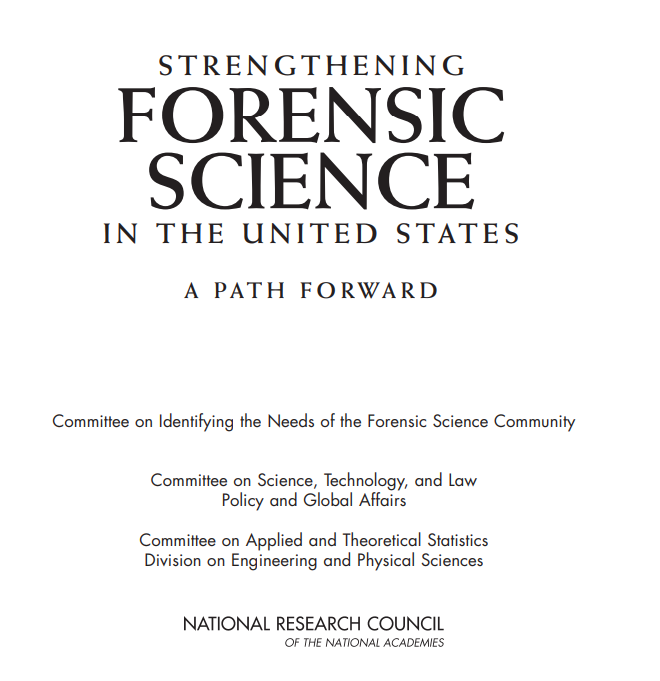 STRENGTHENING
FORENSIC
SCIENCE
IN THE UNITED STATES
A PATH FORWARD
Committee on Identifying the Needs of the Forensic Science Community
Committee on Science, Technology, and Law
Policy and Global Affairs
Committee on Applied and Theoretical Statistics
Division on Engineering and Physical Sciences
NATIONAL RESEARCH COUNCIL
OF THE NATIONAL ACADEMIES